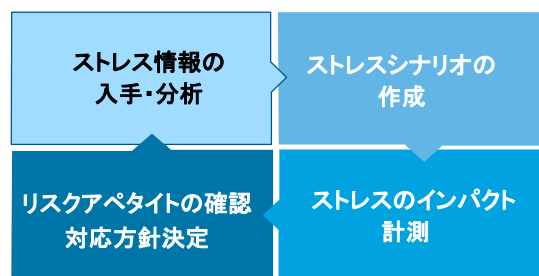 ストレス情報の
入手・分析
ストレスシナリオの
作成
リスクアペタイトの確認
対応方針決定
ストレスのインパクト
計測